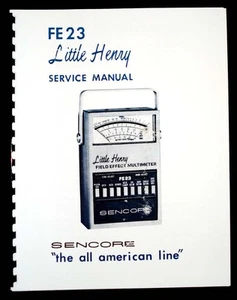 FE23
Little Henry
SERVICE MANUAL
Little Henry
FIELD EFFECT MULTIMETER
FE23
SENCORE
SENCORE
"the all american line"